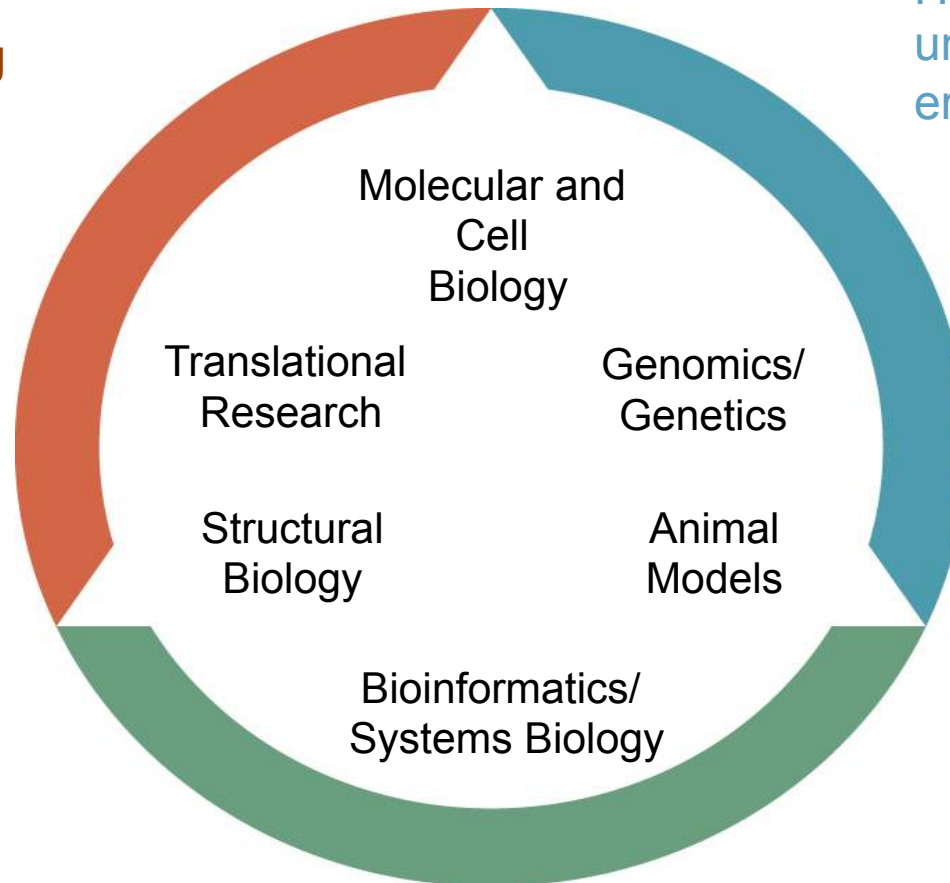 Molecular and
Cell
Biology
Translational
Research
Genomics/
Genetics
Structural
Biology
Animal
Models
Bioinformatics/
Systems Biology